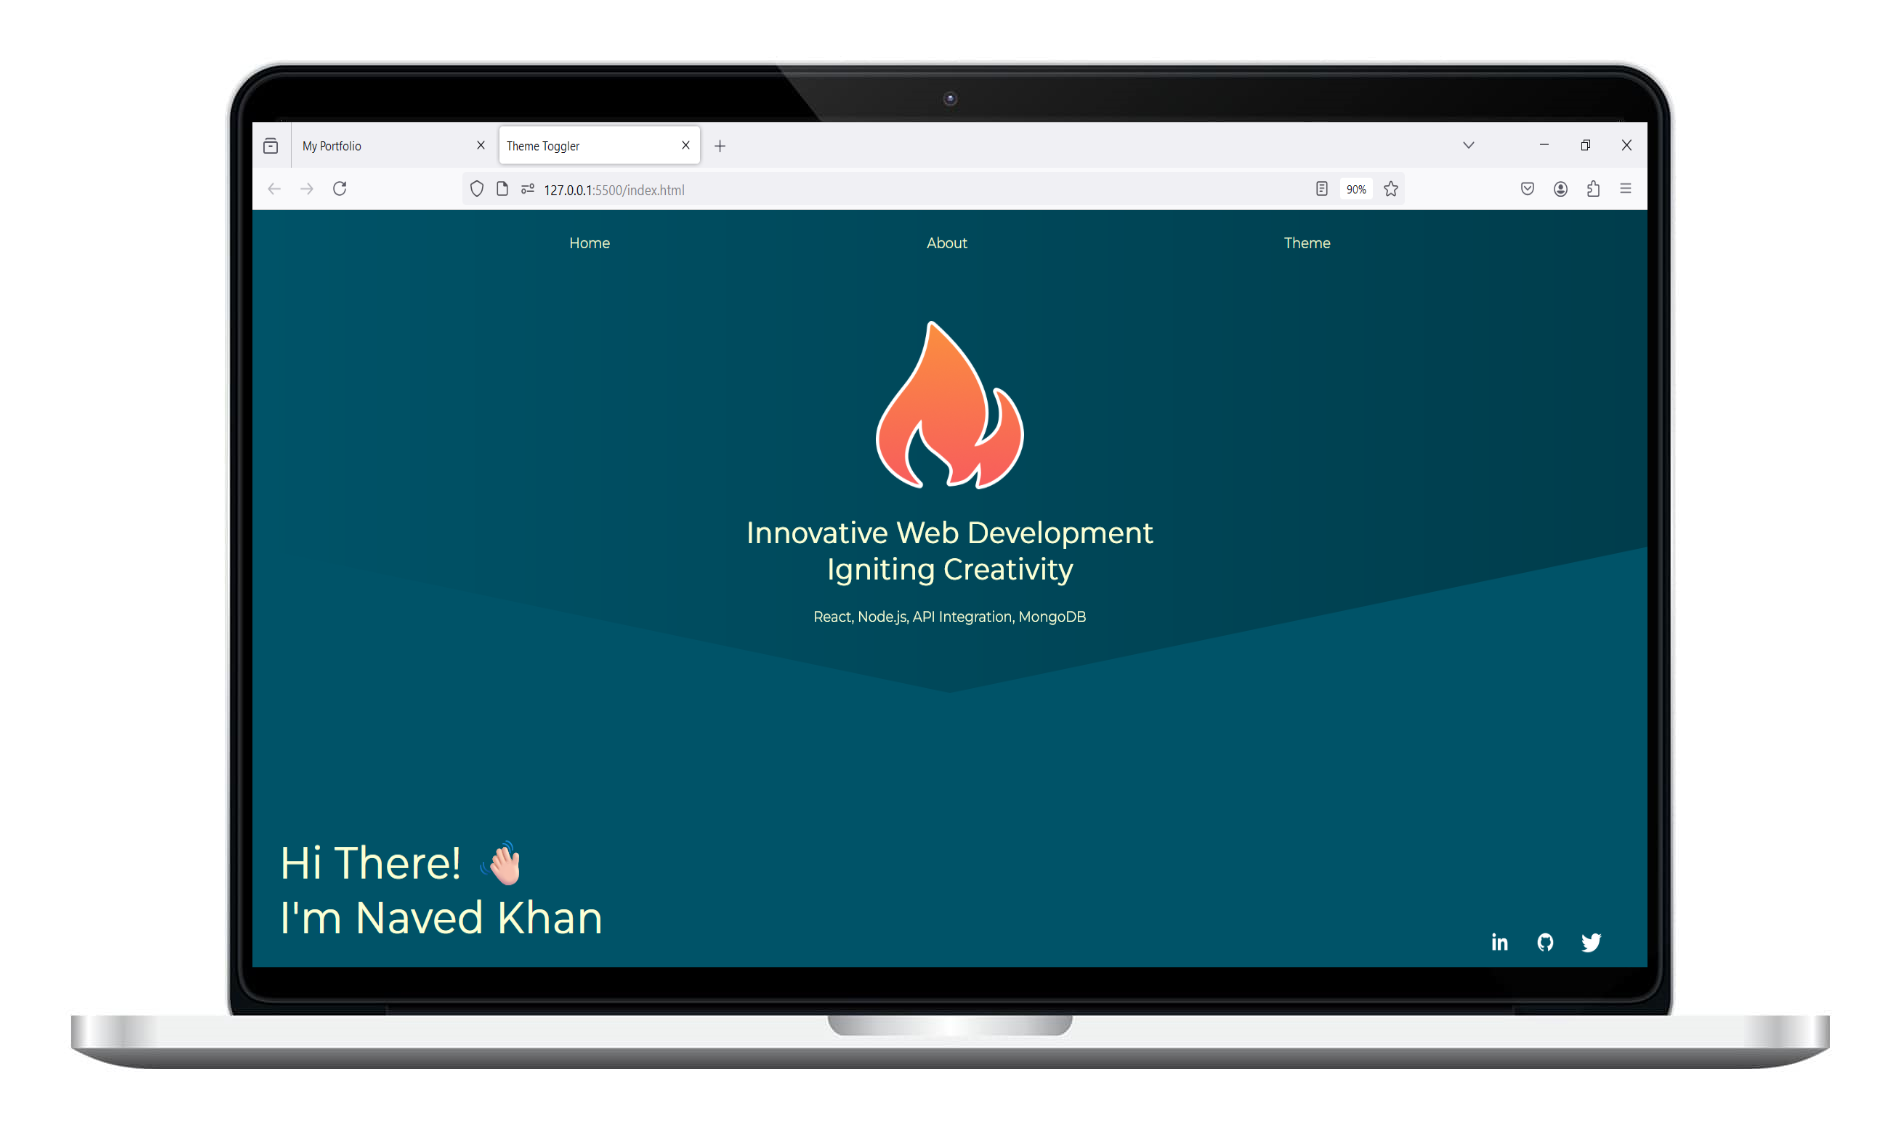 My Portfolio
Theme Toggler
127.0.0.1:5500/index.html
90%
Home
About
Theme
Innovative Web Development
Igniting Creativity
React, Node.js, API Integration, MongoDB
Hi There!
I'm Naved Khan
in